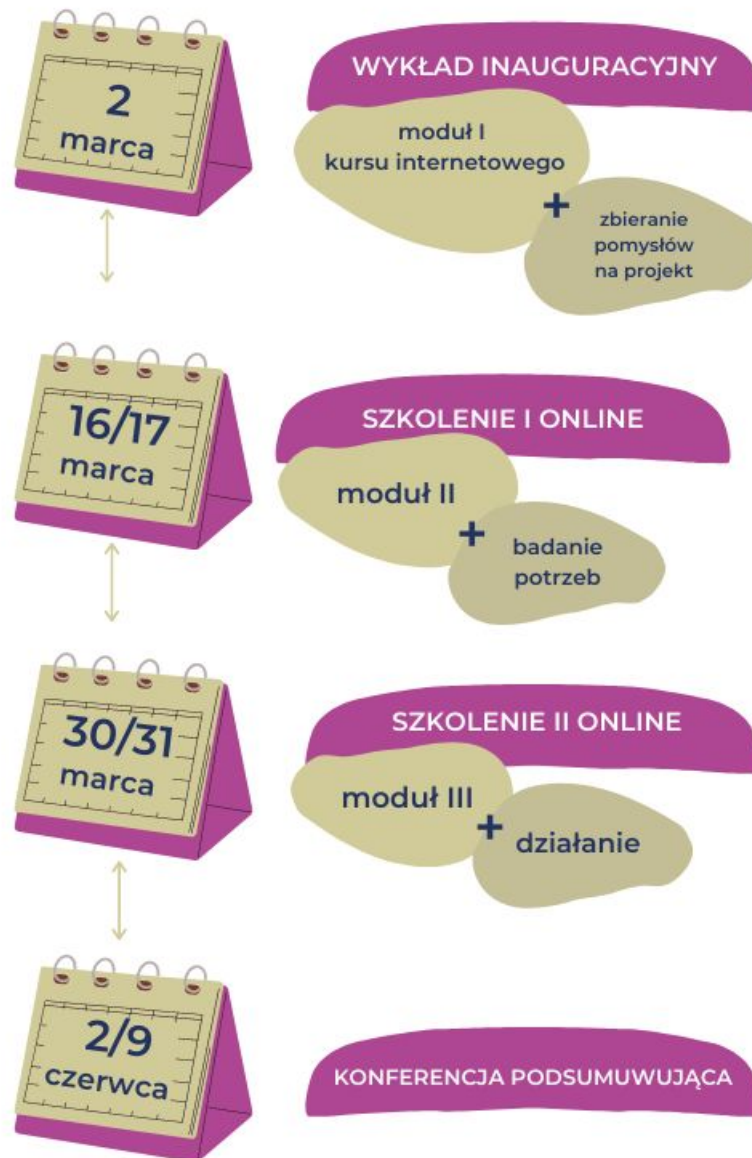 2
marca
WYKŁAD INAUGURACYJNY
moduł I
kursu internetowego
+
zbieranie
pomysłów
na projekt
16/17
marca
SZKOLENIE I ONLINE
moduł II
+
badanie
potrzeb
30/31
marca
SZKOLENIE II ONLINE
moduł III
+
działanie
2/9
czerwca
KONFERENCJA PODSUMUWUJĄCA